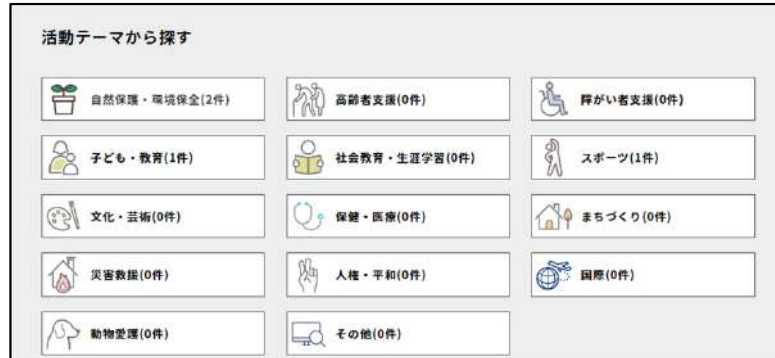 活動テーマから探す
自然保護・環境保全(2件)
高齢者支援(0件)
障がい者支援(0件)
子ども・教育(1件)
社会教育・生涯学習(0件)
スポーツ(1件)
文化・芸術(0件)
保健・医療(0件)
まちづくり(0件)
災害救援(0件)
人権・平和(0件)
国際(0件)
動物愛護(0件)
その他(0件)